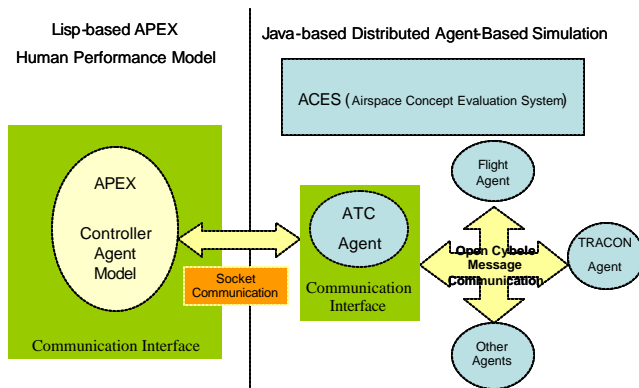 Lisp-based APEX
Human Performance Model
Java-based Distributed Agent-Based Simulation
ACES ( Airspace Concept Evaluation System)
APEX
Controller
Agent
Model
Communication Interface
Socket
Communication
ATC
Agent
Communication
Interface
Flight
Agent
Open Cybele
Message
Communication
TRACON
Agent
Other
Agents